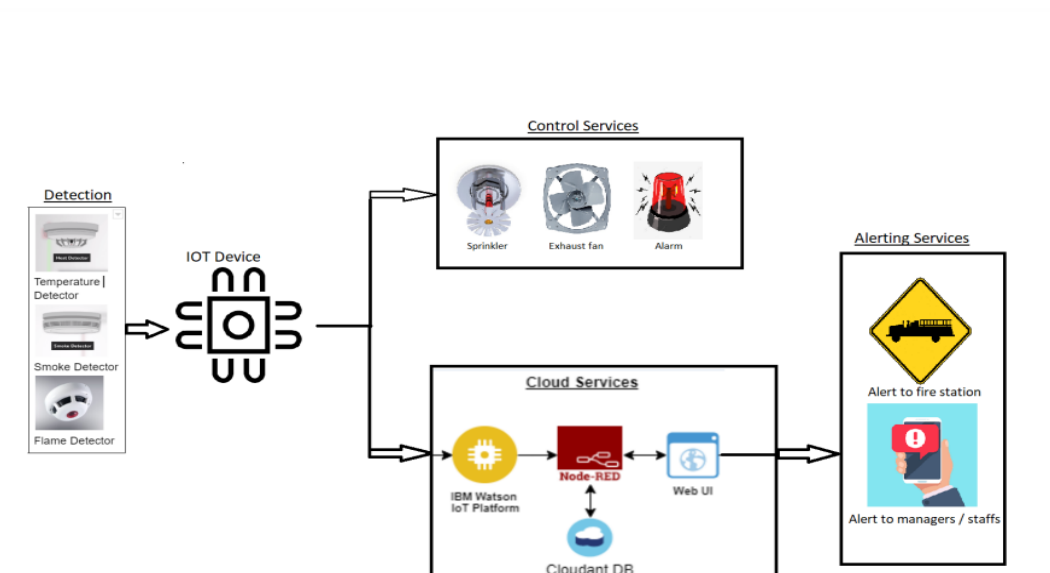 Control Services
Sprinkler
Exhaust fan
Alarm
Detection
Heat Detector
Temperature
Detector
Smoke Detector
Smoke Detector
Flame Detector
IOT Device
Cloud Services
IBM Watson
IoT Platform
Node-RED
Web UI
Cloudant DB
Alerting Services
Alert to fire station
Alert to managers / staffs